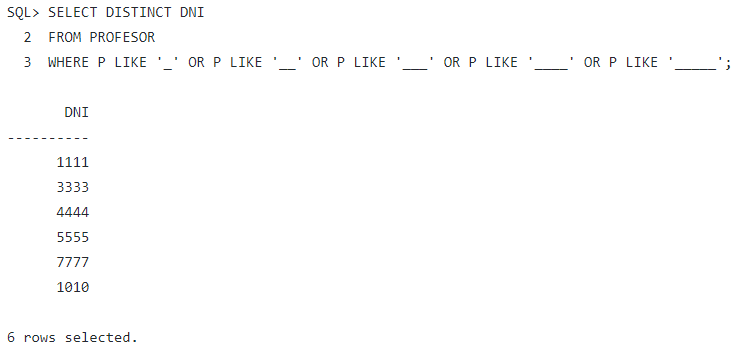 SQL> SELECT DISTINCT DNI
2 FROM PROFESOR
3 WHERE P LIKE '_' OR P LIKE '__' OR P LIKE '___' OR P LIKE '____' OR P LIKE '_____';
DNI
----------
1111
3333
4444
5555
7777
1010
6 rows selected.